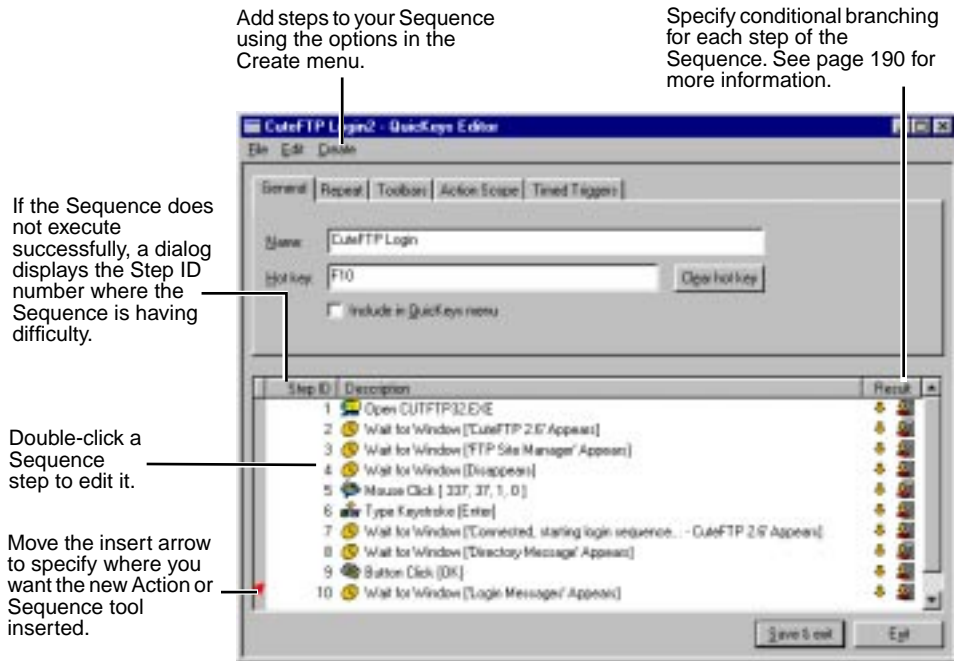 Add steps to your Sequence
using the options in the
Create menu.
Specify conditional branching
for each step of the
Sequence. See page 190 for
more information.
CuteFTP Login2 - QuicKeys Editor
File Edit Create
General Repeat Toolbars Action Scope Timed Triggers
If the Sequence does
not execute
successfully, a dialog
displays the Step ID
number where the
Sequence is having
difficulty.
Name: CuteFTP Login
Hot key: F10 Clear hot key
Include in QuicKeys menu
Step ID Description Result
1 Open CUTFTP32.EXE
2 Wait for Window ['CuteFTP 2.6' Appears]
3 Wait for Window ['FTP Site Manager' Appears]
4 Wait for Window [Disappears]
5 Mouse Click [ 337, 37, 1, 0 ]
6 Type Keystroke [Enter]
7 Wait for Window ['Connected, starting login sequence... - CuteFTP 2.6' Appears]
8 Wait for Window ['Directory Message' Appears]
9 Button Click [OK]
10 Wait for Window ['Login Messages' Appears]
Double-click a
Sequence
step to edit it.
Move the insert arrow
to specify where you
want the new Action or
Sequence tool
inserted.
Save & exit Exit